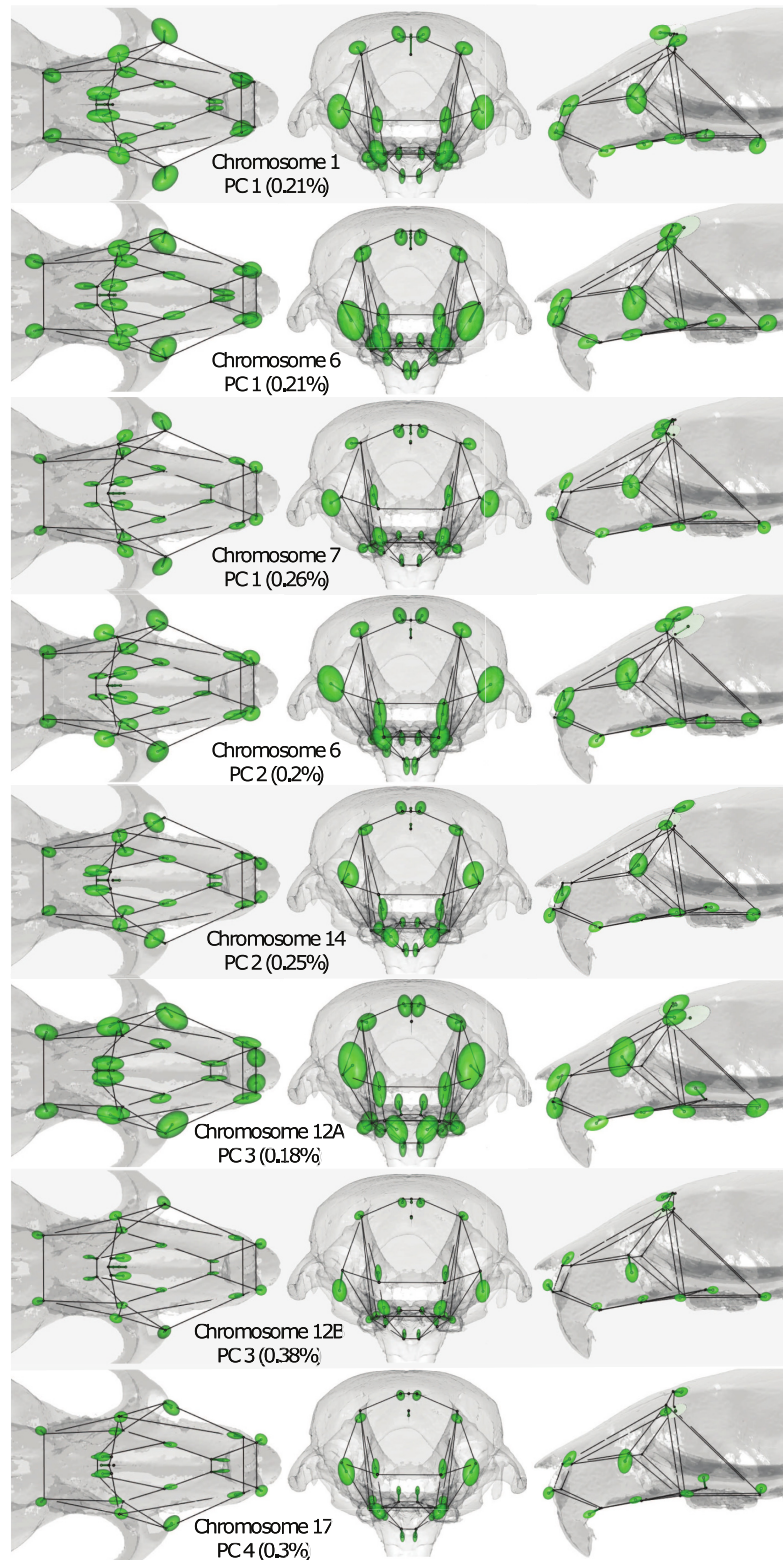 Chromosome 1
PC 1 (0.21%)
Chromosome 6
PC 1 (0.21%)
Chromosome 7
PC 1 (0.26%)
Chromosome 6
PC 2 (0.2%)
Chromosome 14
PC 2 (0.25%)
Chromosome 12A
PC 3 (0.18%)
Chromosome 12B
PC 3 (0.38%)
Chromosome 17
PC 4 (0.3%)